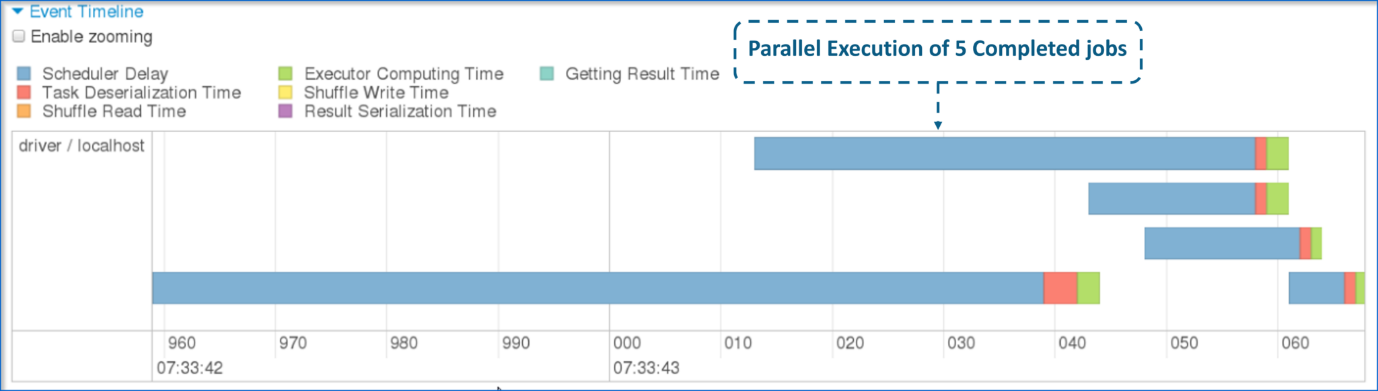 Event Timeline
Enable zooming
Parallel Execution of 5 Completed jobs
Scheduler Delay Executor Computing Time Getting Result Time
Task Deserialization Time Shuffle Write Time
Shuffle Read Time Result Serialization Time
driver / localhost
960 970 980 990 000 010 020 030 040 050 060
07:33:42 07:33:43